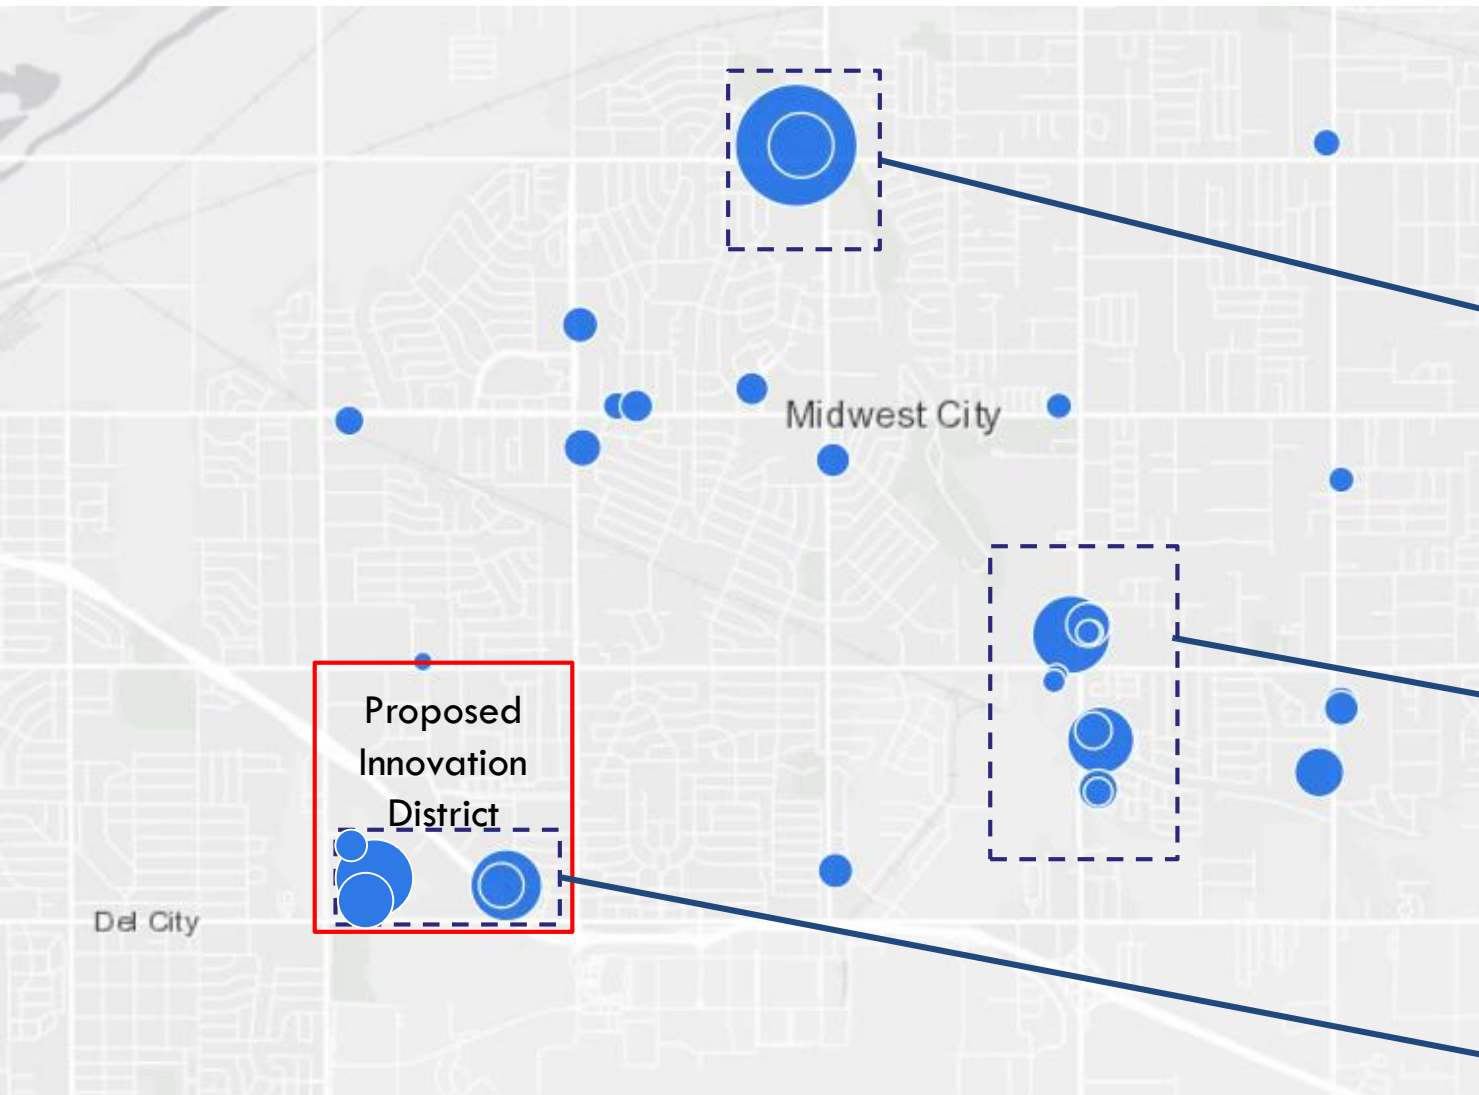 Midwest City
Proposed
Innovation
District
Del City